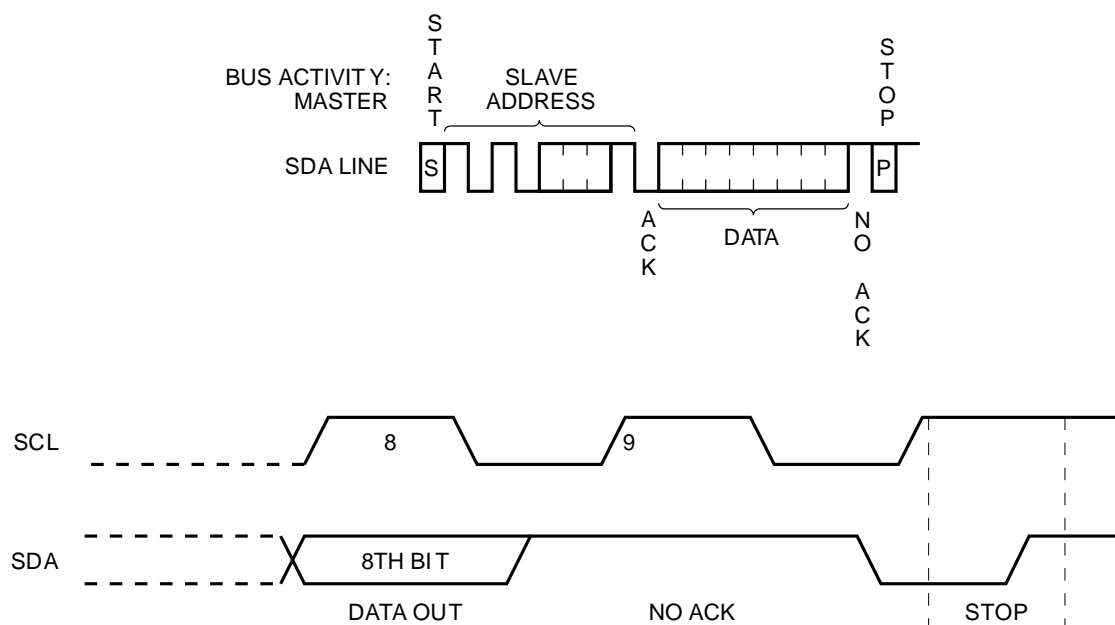 START
STOP
BUS ACTIVITY:
MASTER
SLAVE
ADDRESS
SDA LINE
S
P
ACK
DATA
NO ACK
SCL
8
9
SDA
8TH BIT
DATA OUT
NO ACK
STOP